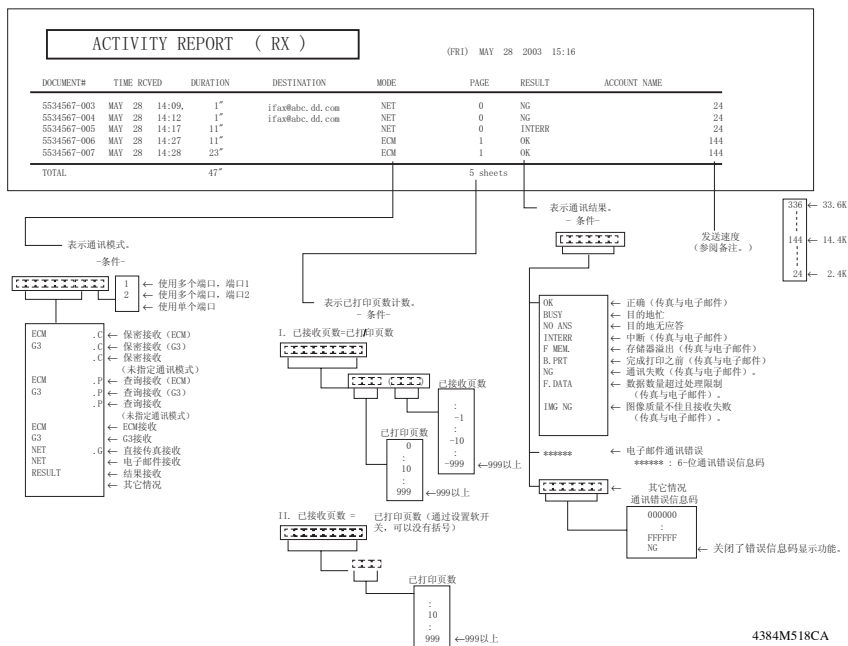 ACTIVITY REPORT ( RX )
(FRI) MAY 28 2003 15:16
DOCUMENT# TIME RCVED DURATION DESTINATION MODE PAGE RESULT ACCOUNT NAME
5534567-003 MAY 28 14:09, 1″ ifax@abc.dd.com NET 0 NG 24
5534567-004 MAY 28 14:12 1″ ifax@abc.dd.com NET 0 NG 24
5534567-005 MAY 28 14:17 11″ NET 0 INTERR 24
5534567-006 MAY 28 14:27 11″ ECM 1 OK 144
5534567-007 MAY 28 14:28 23″ ECM 1 OK 144
TOTAL 47″ 5 sheets
表示通讯模式。
-条件-
1 ← 使用多个端口, 端口1
2 ← 使用多个端口, 端口2
← 使用单个端口
ECM .C ← 保密接收(ECM)
G3 .C ← 保密接收(G3)
.C ← 保密接收
(未指定通讯模式)
ECM .P ← 查询接收(ECM)
G3 .P ← 查询接收(G3)
.P ← 查询接收
(未指定通讯模式)
ECM ← ECM接收
G3 ← G3接收
NET .G ← 直接传真接收
NET ← 电子邮件接收
RESULT ← 结果接收
← 其它情况
表示已打印页数计数。
- 条件-
I. 已接收页数=已打印页数
( )
已接收页数
:
-1
:
-10
:
-999 ←999以上
已打印页数
0
:
10
:
999 ←999以上
II. 已接收页数 = 已打印页数(通过设置软开
关, 可以没有括号)
已打印页数
:
10
:
999 ←999以上
表示通讯结果。
- 条件-
OK ← 正确(传真与电子邮件)
BUSY ← 目的地忙
NO ANS ← 目的地无应答
INTERR ← 中断(传真与电子邮件)
F MEM. ← 存储器溢出(传真与电子邮件)
B.PRT ← 完成打印之前(传真与电子邮件)
NG ← 通讯失败(传真与电子邮件)。
F.DATA ← 数据数量超过处理限制
(传真与电子邮件)。
IMG NG ← 图像质量不佳且接收失败
(传真与电子邮件)。
****** ← 电子邮件通讯错误
****** : 6-位通讯错误信息码
← 其它情况
通讯错误信息码
000000
:
FFFFFF
NG ← 关闭了错误信息码显示功能。
发送速度
(参阅备注。)
336 ← 33.6K
144 ← 14.4K
24 ← 2.4K
4384M518CA